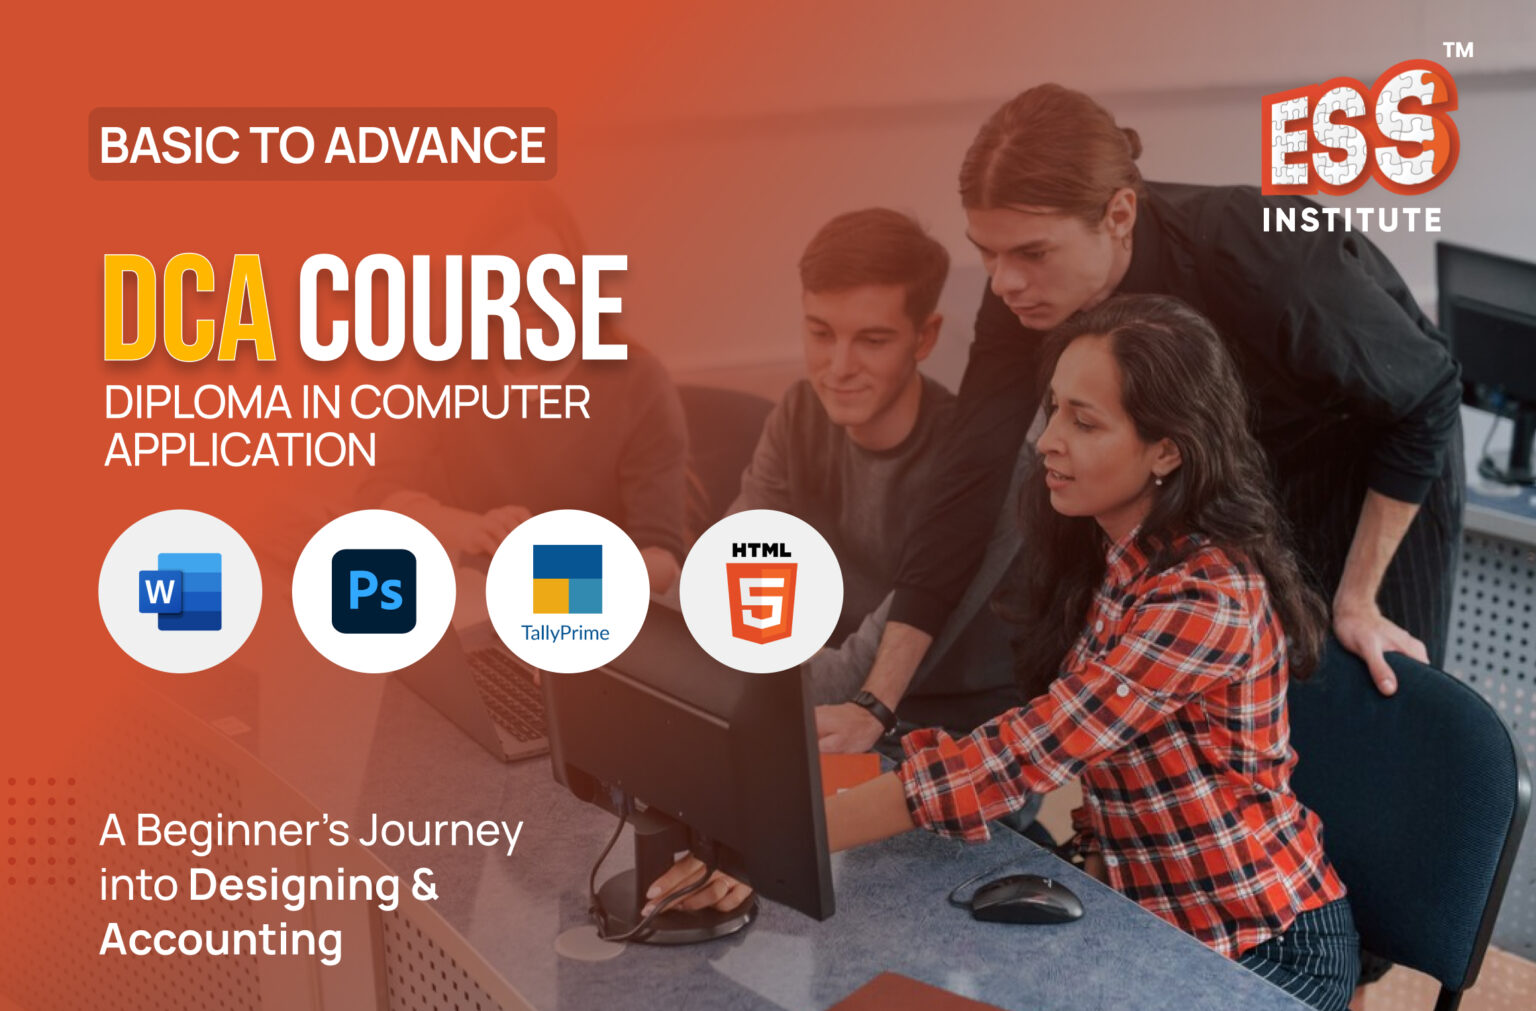 TM
ESS
INSTITUTE
BASIC TO ADVANCE
DCA COURSE
DIPLOMA IN COMPUTER
APPLICATION
W
Ps
TallyPrime
HTML
5
A Beginner's Journey
into Designing &
Accounting